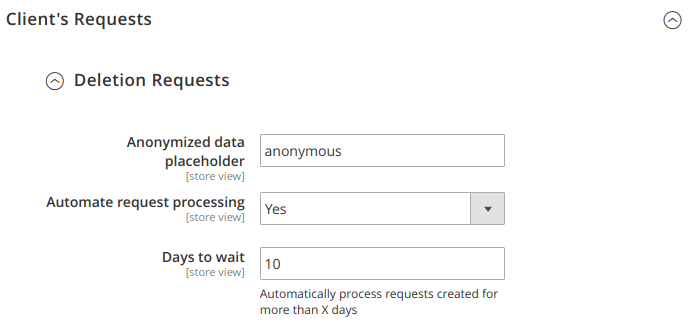 Client's Requests
Deletion Requests
Anonymized data
placeholder
[store view]
anonymous
Automate request processing
[store view]
Yes
Days to wait
[store view]
10
Automatically process requests created for
more than X days